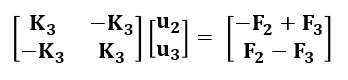 [ K₃ -K₃ ] [ u₂ ] = [ -F₂ + F₃ ]
[ -K₃ K₃ ] [ u₃ ] [ F₂ - F₃ ]